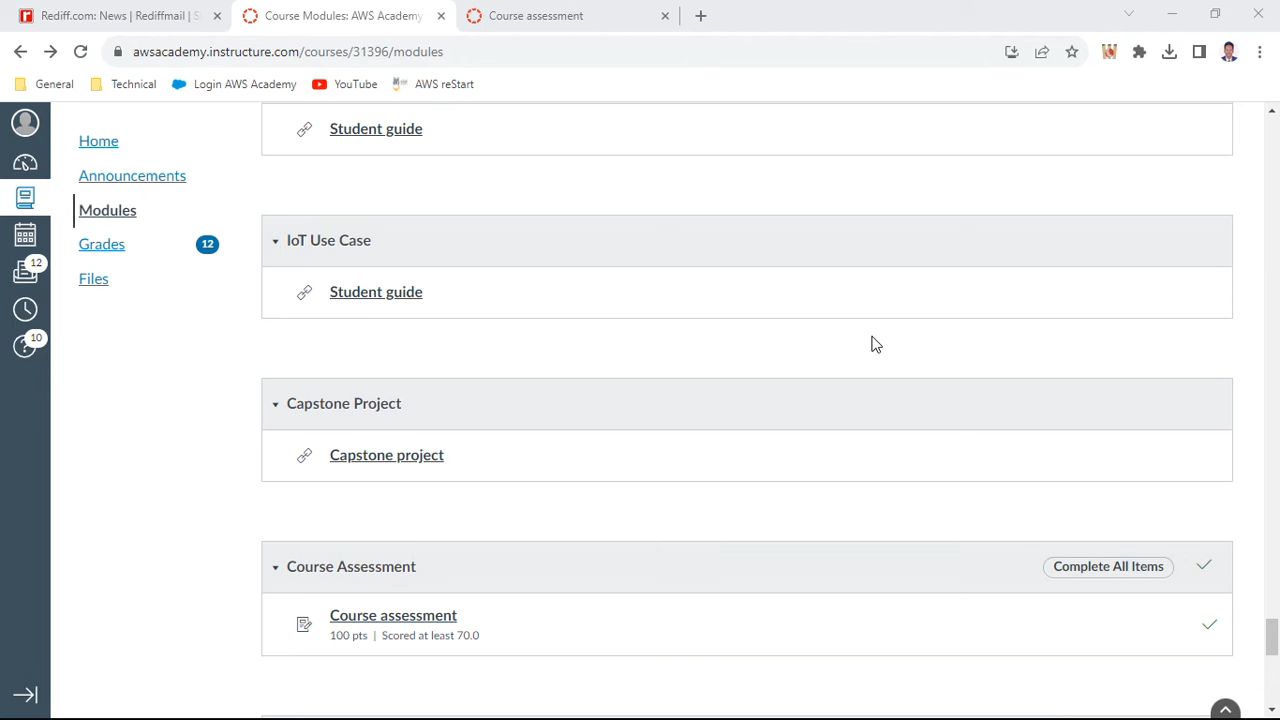 Rediff.com: News | Rediffmail |
Course Modules: AWS Academy
Course assessment
awsacademy.instructure.com/courses/31396/modules
General
Technical
Login AWS Academy
YouTube
AWS reStart
Home
Announcements
Modules
Grades
12
Files
12
10
Student guide
IoT Use Case
Student guide
Capstone Project
Capstone project
Course Assessment
Complete All Items
Course assessment
100 pts | Scored at least 70.0